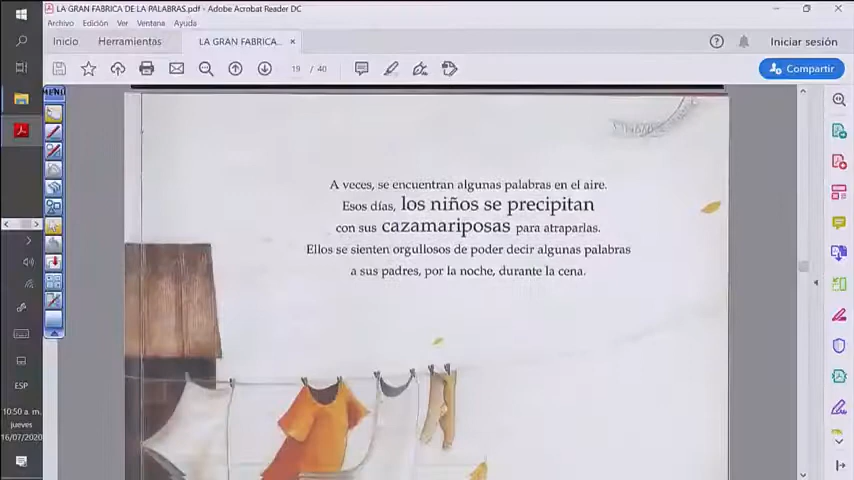 LA GRAN FABRICA DE LA PALABRAS.pdf - Adobe Acrobat Reader DC
Archivo Edición Ver Ventana Ayuda
Inicio Herramientas LA GRAN FABRICA... × Iniciar sesión
19 / 40 Compartir
MENÚ
A veces, se encuentran algunas palabras en el aire.
Esos días, los niños se precipitan
con sus cazamariposas para atraparlas.
Ellos se sienten orgullosos de poder decir algunas palabras
a sus padres, por la noche, durante la cena.
ESP
10:50 a. m.
jueves
16/07/2020